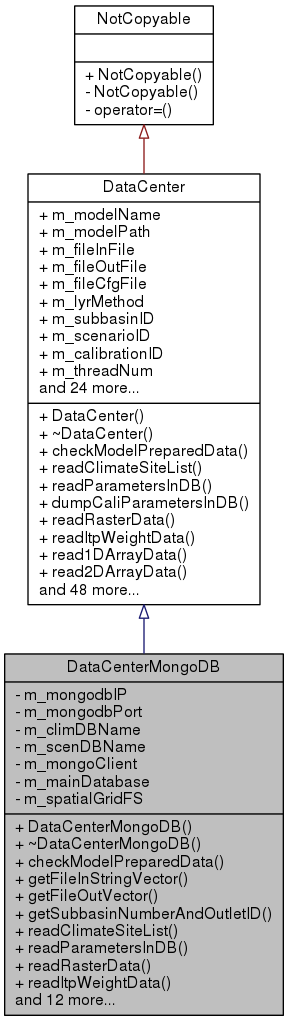 NotCopyable
+ NotCopyable()
- NotCopyable()
- operator=()
DataCenter
+ m_modelName
+ m_modelPath
+ m_fileInFile
+ m_fileOutFile
+ m_fileCfgFile
+ m_lyrMethod
+ m_subbasinID
+ m_scenarioID
+ m_calibrationID
+ m_threadNum
and 24 more...
+ DataCenter()
+ ~DataCenter()
+ checkModelPreparedData()
+ readClimateSiteList()
+ readParametersInDB()
+ dumpCaliParametersInDB()
+ readRasterData()
+ readItpWeightData()
+ read1DArrayData()
+ read2DArrayData()
and 48 more...
DataCenterMongoDB
- m_mongodbIP
- m_mongodbPort
- m_climDBName
- m_scenDBName
- m_mongoClient
- m_mainDatabase
- m_spatialGridFS
+ DataCenterMongoDB()
+ ~DataCenterMongoDB()
+ checkModelPreparedData()
+ getFileInStringVector()
+ getFileOutVector()
+ getSubbasinNumberAndOutletID()
+ readClimateSiteList()
+ readParametersInDB()
+ readRasterData()
+ readItpWeightData()
and 12 more...